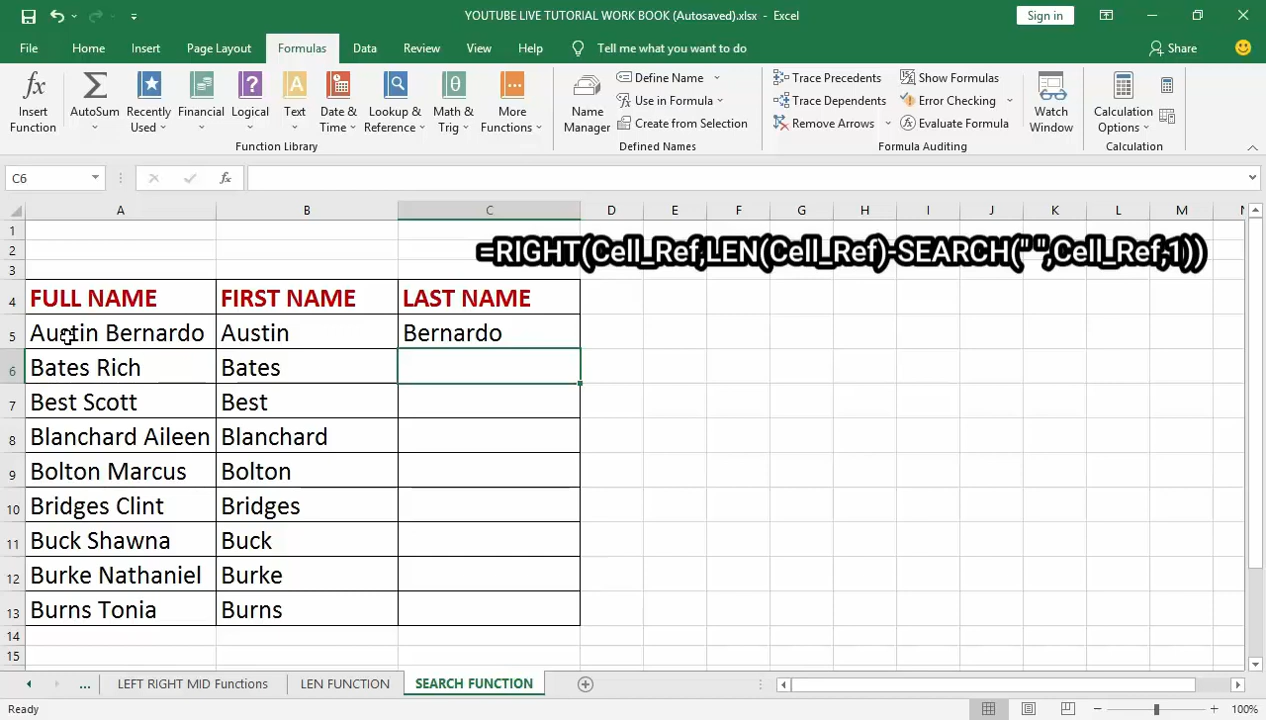 YOUTUBE LIVE TUTORIAL WORK BOOK (Autosaved).xlsx - Excel
Sign in
File Home Insert Page Layout Formulas Data Review View Help Tell me what you want to do Share
Insert Function
AutoSum
Recently Used
Financial
Logical
Text
Date & Time
Lookup & Reference
Math & Trig
More Functions
Function Library
Name Manager
Define Name
Use in Formula
Create from Selection
Defined Names
Trace Precedents
Trace Dependents
Remove Arrows
Show Formulas
Error Checking
Evaluate Formula
Formula Auditing
Watch Window
Calculation Options
Calculation
C6 fx
A B C D E F G H I J K L M N
1
2 =RIGHT(Cell_Ref,LEN(Cell_Ref)-SEARCH(" ",Cell_Ref,1))
3
4 FULL NAME FIRST NAME LAST NAME
5 Austin Bernardo Austin Bernardo
6 Bates Rich Bates
7 Best Scott Best
8 Blanchard Aileen Blanchard
9 Bolton Marcus Bolton
10 Bridges Clint Bridges
11 Buck Shawna Buck
12 Burke Nathaniel Burke
13 Burns Tonia Burns
14
15
... LEFT RIGHT MID Functions LEN FUNCTION SEARCH FUNCTION
Ready 100%